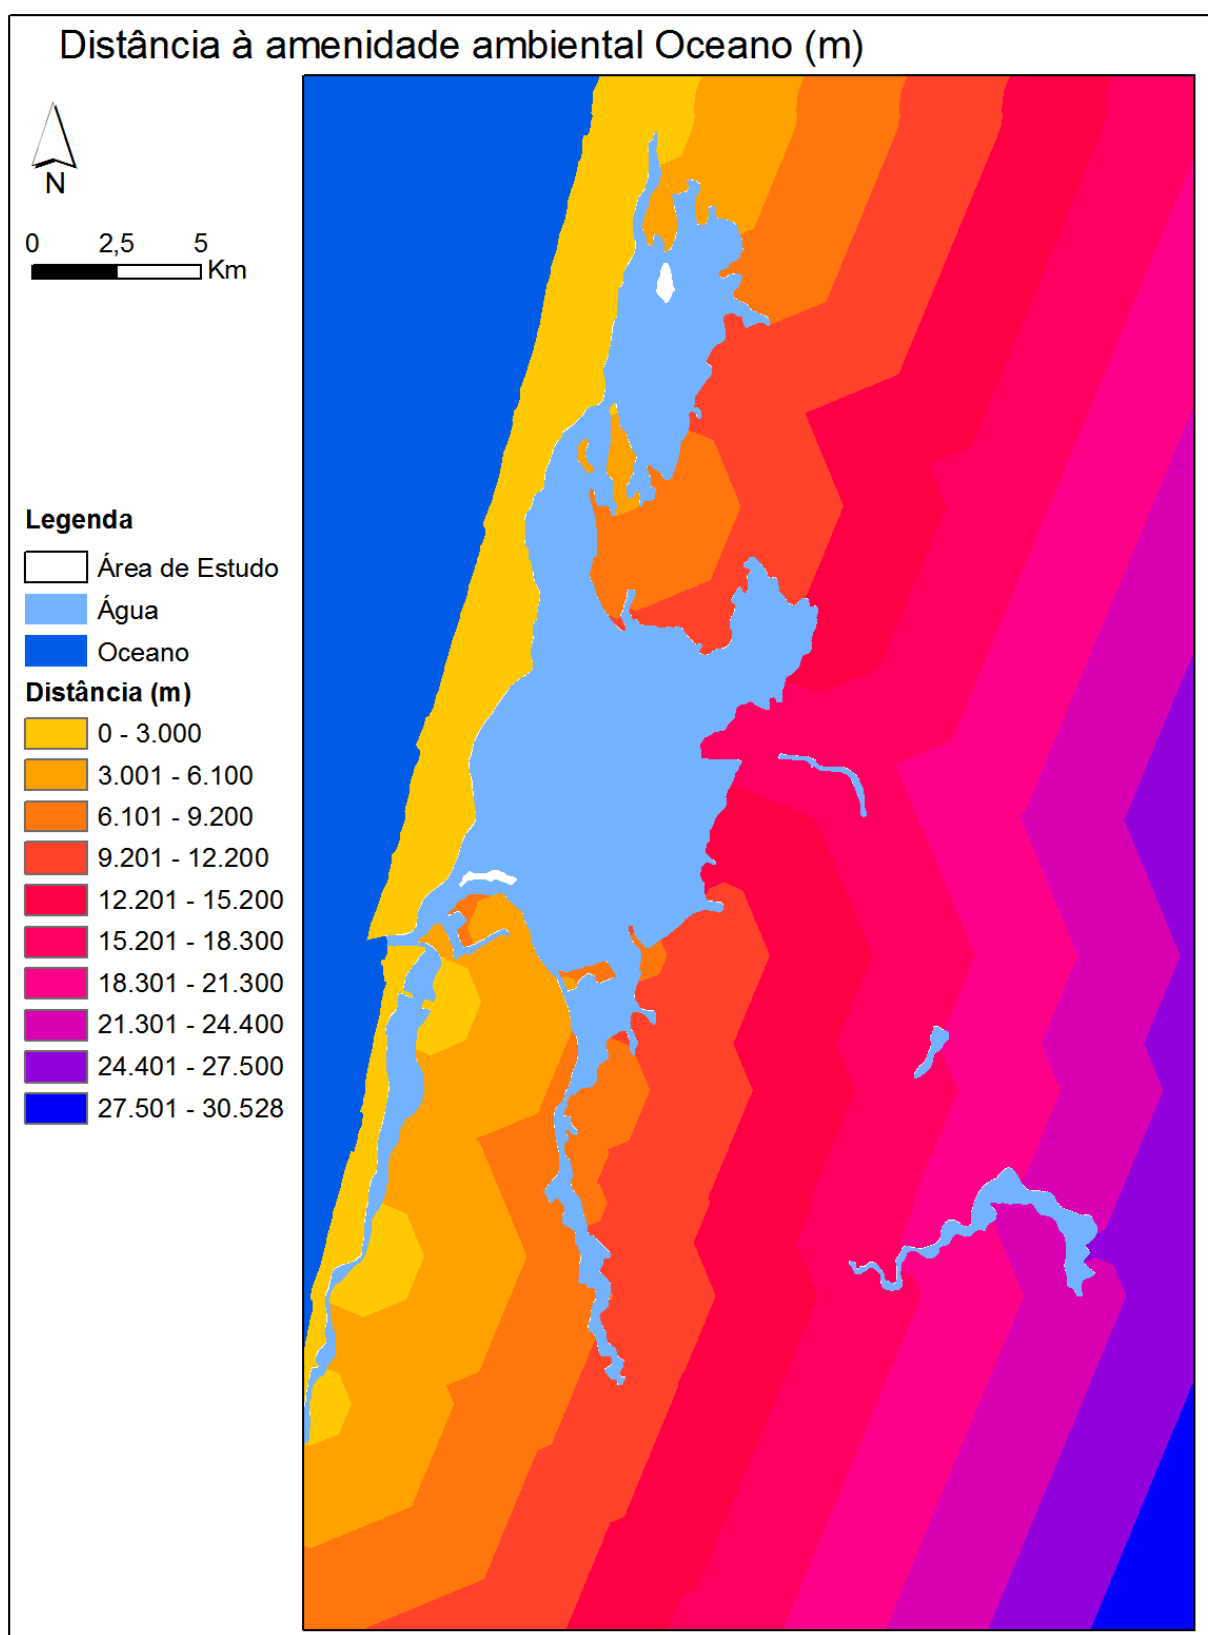 Distância à amenidade ambiental Oceano (m)
N
0 2,5 5
Km
Legenda
Área de Estudo
Água
Oceano
Distância (m)
0 - 3.000
3.001 - 6.100
6.101 - 9.200
9.201 - 12.200
12.201 - 15.200
15.201 - 18.300
18.301 - 21.300
21.301 - 24.400
24.401 - 27.500
27.501 - 30.528